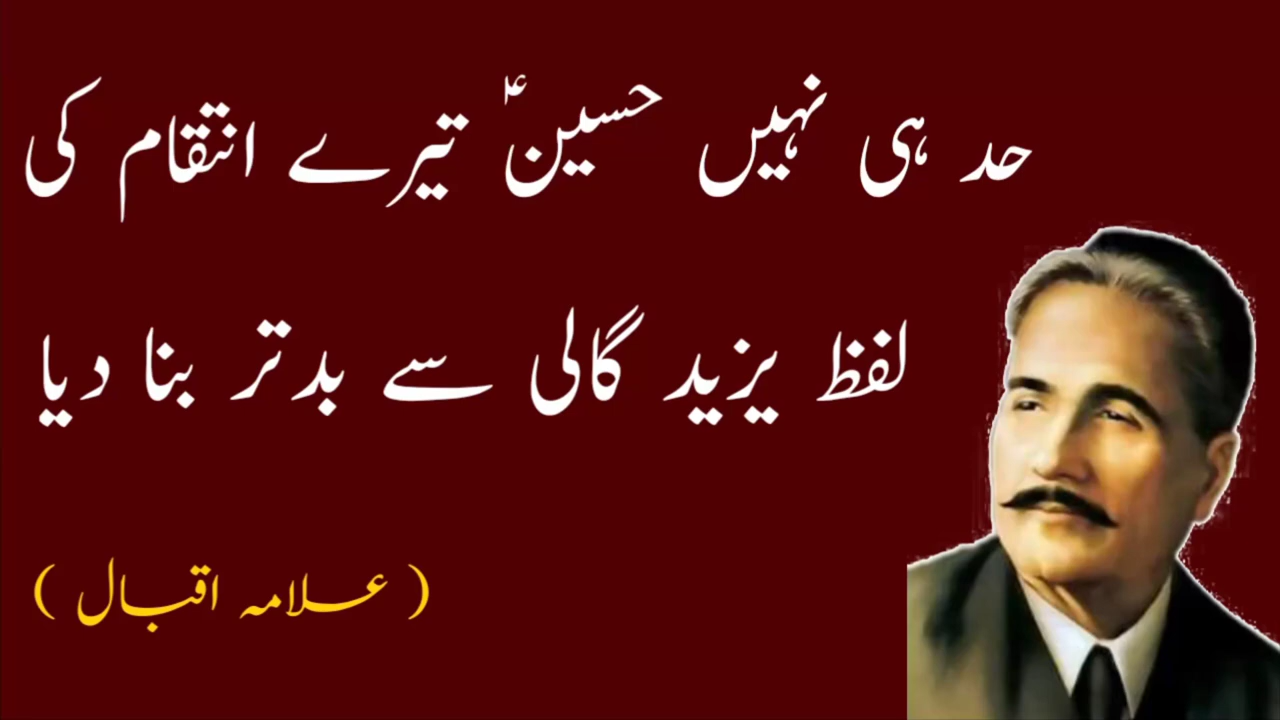 حد ہی نہیں حسینؑ تیرے انتقام کی
لفظ یزید گالی سے بدتر بنا دیا
( علامہ اقبال )